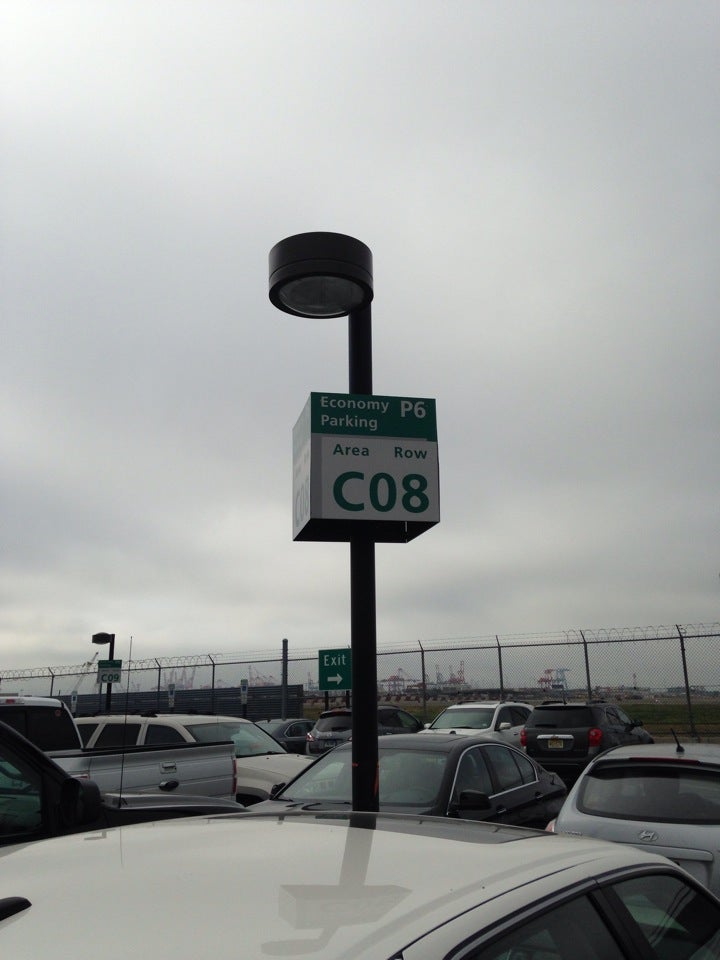 Economy P6
Parking
Area Row
C08
Exit
C09